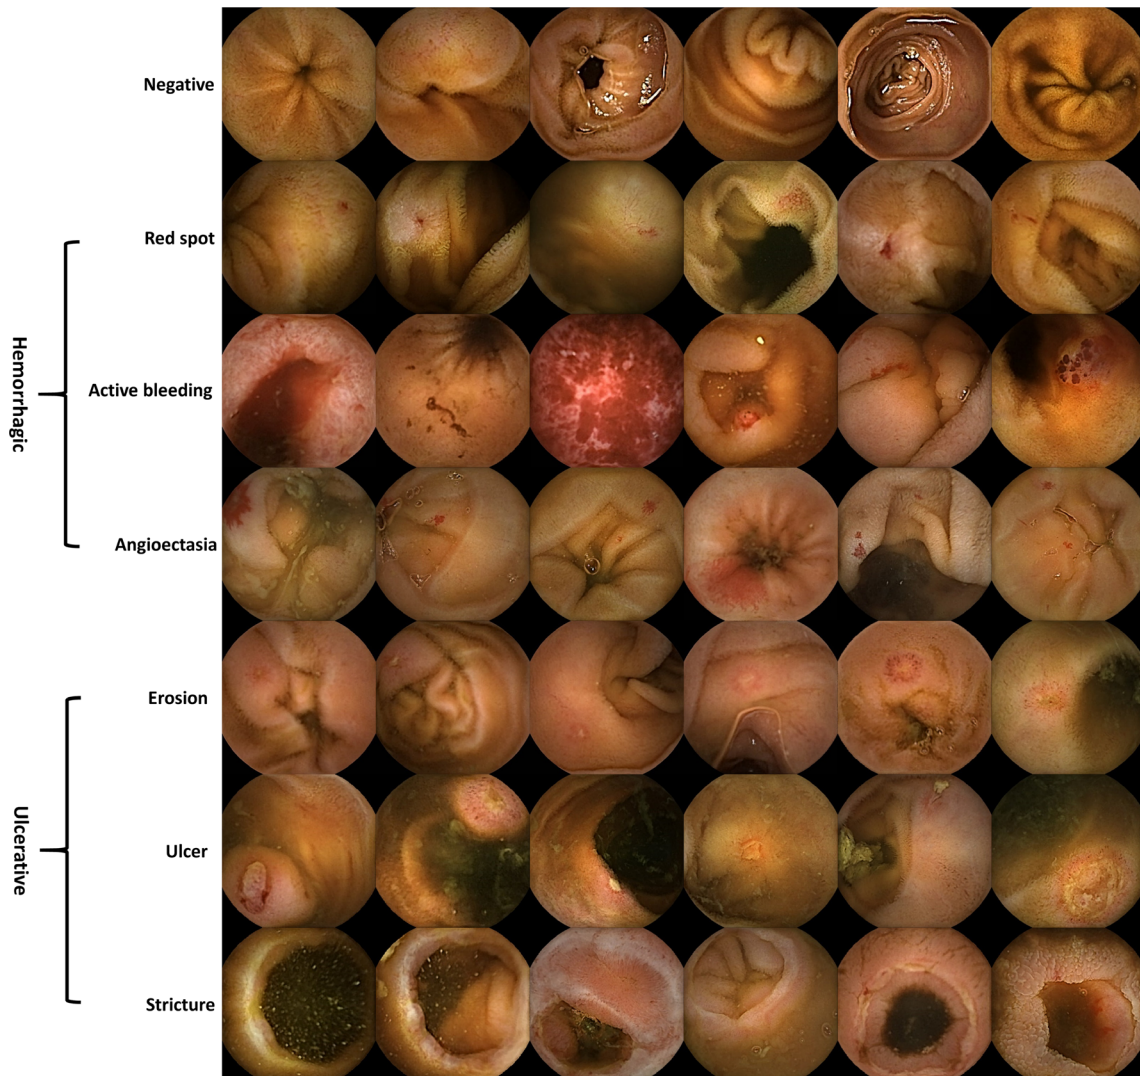 Negative
Red spot
Hemorrhagic
Active bleeding
Angioectasia
Erosion
Ulcerative
Ulcer
Stricture